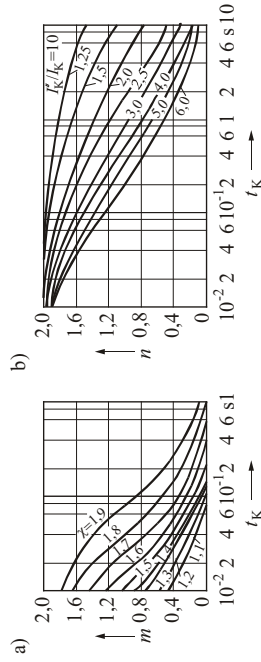 a)
m
2,0
1,6
1,2
0,8
0,4
0
χ=1,9
1,8
1,7
1,6
1,5
1,4
1,3
1,2
1,1
10⁻² 2 4 6 10⁻¹ 2 4 6 s 1
t_K
b)
n
2,0
1,6
1,2
0,8
0,4
0
I″_K/I_K=10
1,25
1,5
2,0
2,5
3,0
4,0
5,0
6,0
10⁻² 2 4 6 10⁻¹ 2 4 6 1 2 4 6 s 10
t_K